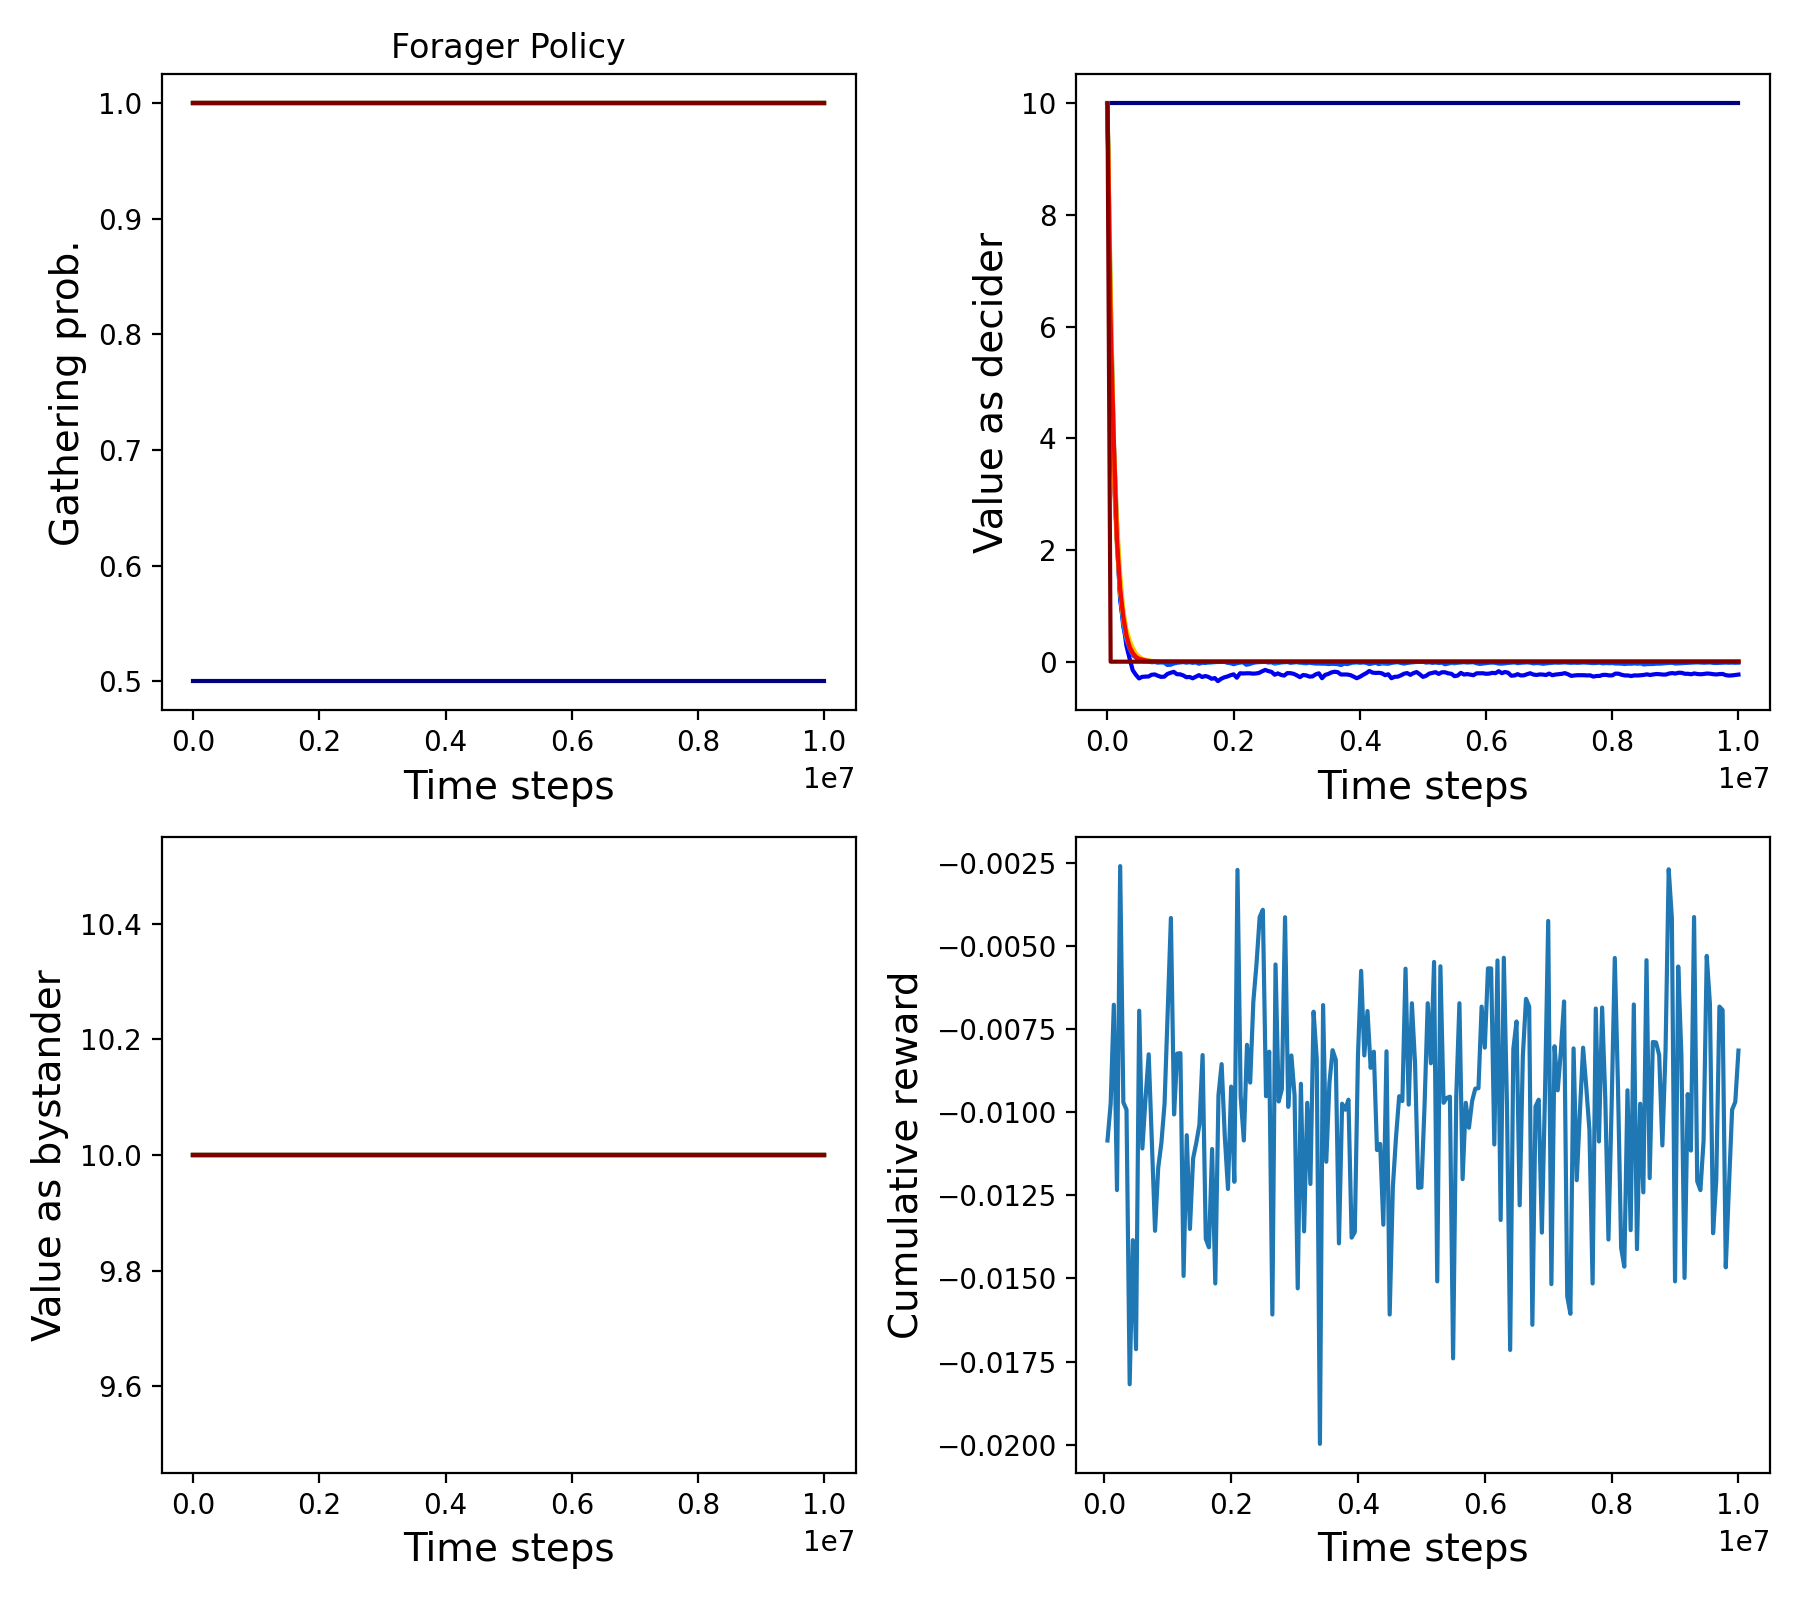 Forager Policy
Gathering prob.
1.0
0.9
0.8
0.7
0.6
0.5
0.0 0.2 0.4 0.6 0.8 1.0
1e7
Time steps
Value as decider
10
8
6
4
2
0
0.0 0.2 0.4 0.6 0.8 1.0
1e7
Time steps
Value as bystander
10.4
10.2
10.0
9.8
9.6
0.0 0.2 0.4 0.6 0.8 1.0
1e7
Time steps
Cumulative reward
−0.0025
−0.0050
−0.0075
−0.0100
−0.0125
−0.0150
−0.0175
−0.0200
0.0 0.2 0.4 0.6 0.8 1.0
1e7
Time steps